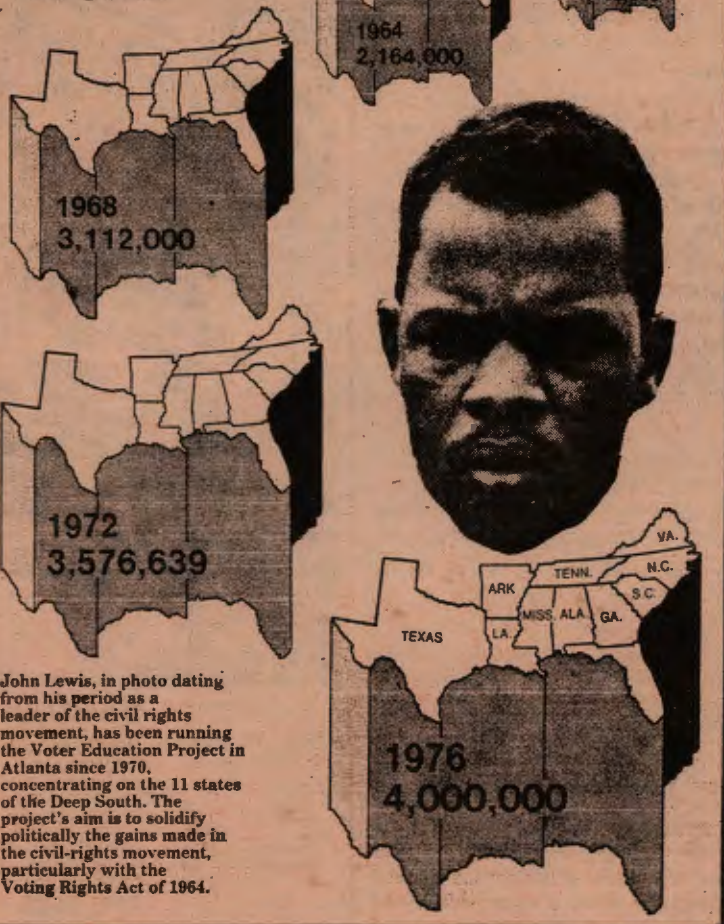 1964
2,164,000
1968
3,112,000
1972
3,576,639
VA.
N.C.
TENN.
S.C.
ARK
MISS. ALA. GA.
LA.
TEXAS
1976
4,000,000
John Lewis, in photo dating
from his period as a
leader of the civil rights
movement, has been running
the Voter Education Project in
Atlanta since 1970,
concentrating on the 11 states
of the Deep South. The
project's aim is to solidify
politically the gains made in
the civil-rights movement,
particularly with the
Voting Rights Act of 1964.